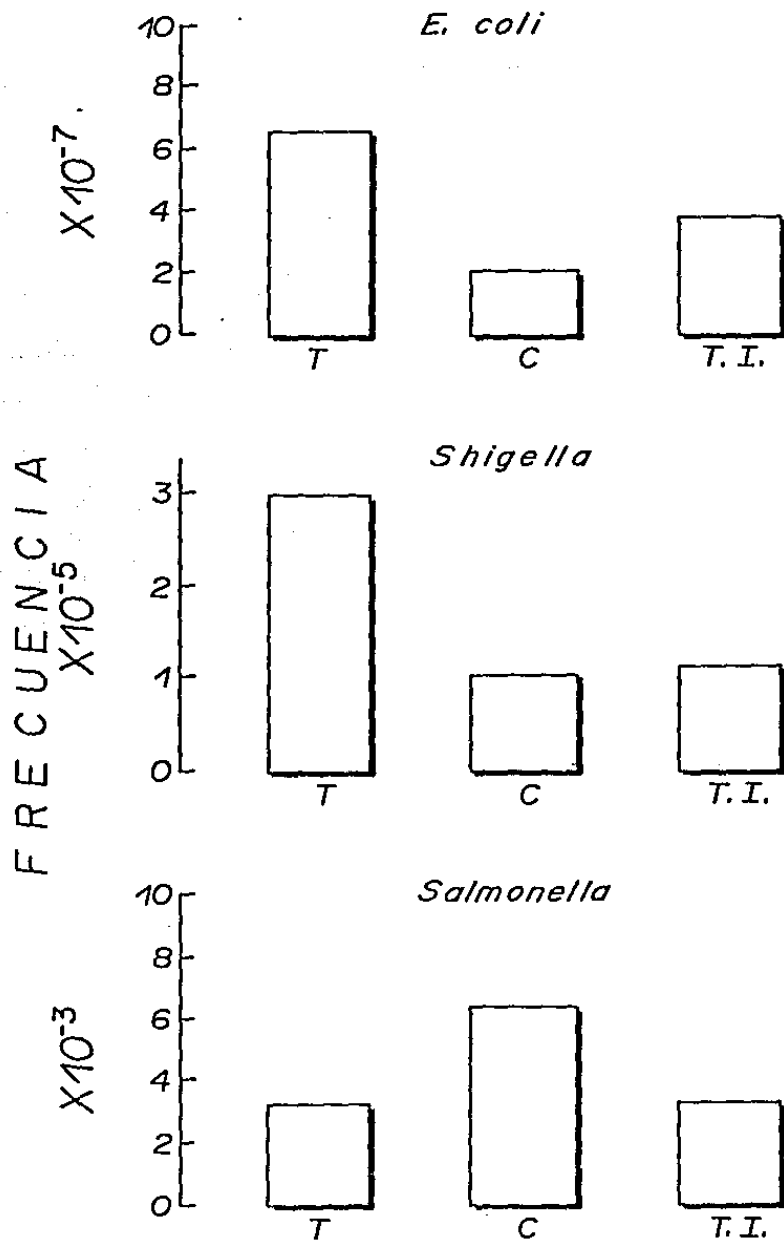 E. coli
X10⁻⁷.
10
8
6
4
2
0
T C T.I.
FRECUENCIA
Shigella
X10⁻⁵
3
2
1
0
T C T.I.
Salmonella
X10⁻³
10
8
6
4
2
0
T C T.I.